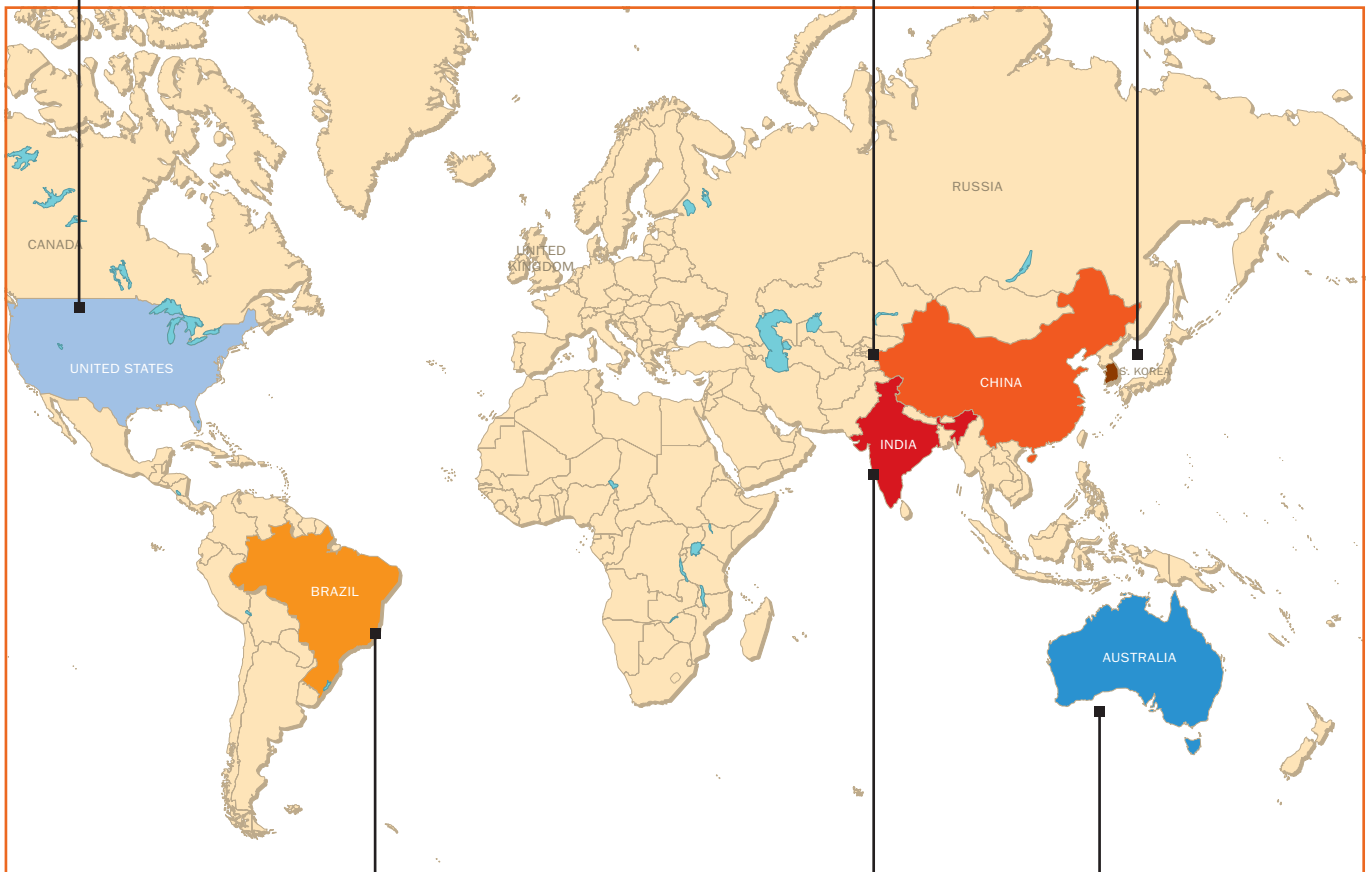 RUSSIA
CANADA
UNITED
KINGDOM
UNITED STATES
S. KOREA
CHINA
INDIA
BRAZIL
AUSTRALIA